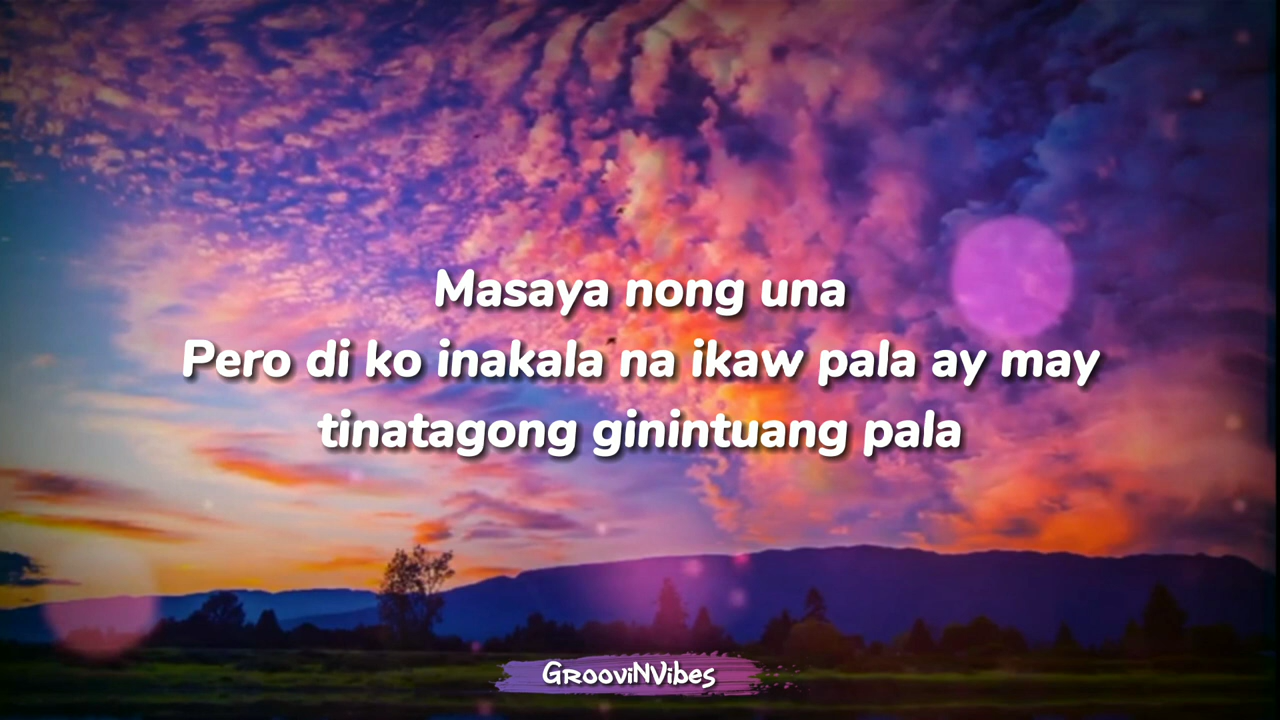 Masaya nong una
Pero di ko inakala na ikaw pala ay may
tinatagong ginintuang pala
GrooviNVibes